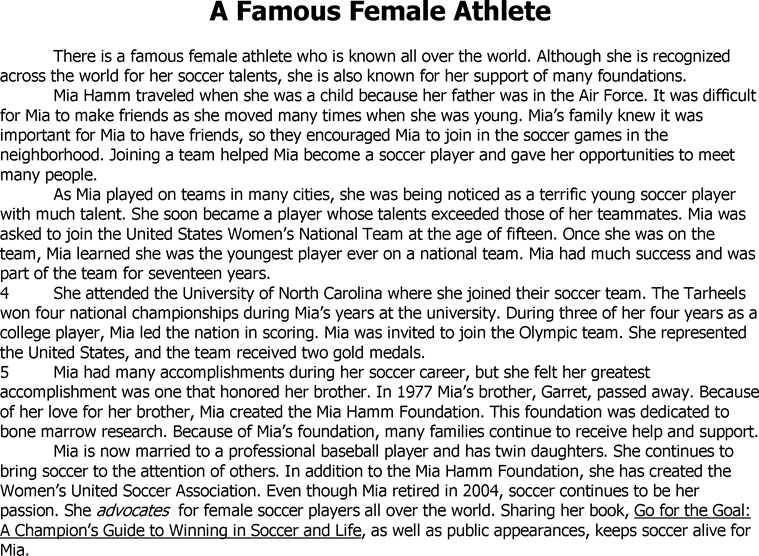 A Famous Female Athlete
There is a famous female athlete who is known all over the world. Although she is recognized
across the world for her soccer talents, she is also known for her support of many foundations.
Mia Hamm traveled when she was a child because her father was in the Air Force. It was difficult
for Mia to make friends as she moved many times when she was young. Mia’s family knew it was
important for Mia to have friends, so they encouraged Mia to join in the soccer games in the
neighborhood. Joining a team helped Mia become a soccer player and gave her opportunities to meet
many people.
As Mia played on teams in many cities, she was being noticed as a terrific young soccer player
with much talent. She soon became a player whose talents exceeded those of her teammates. Mia was
asked to join the United States Women’s National Team at the age of fifteen. Once she was on the
team, Mia learned she was the youngest player ever on a national team. Mia had much success and was
part of the team for seventeen years.
4 She attended the University of North Carolina where she joined their soccer team. The Tarheels
won four national championships during Mia’s years at the university. During three of her four years as a
college player, Mia led the nation in scoring. Mia was invited to join the Olympic team. She represented
the United States, and the team received two gold medals.
5 Mia had many accomplishments during her soccer career, but she felt her greatest
accomplishment was one that honored her brother. In 1977 Mia’s brother, Garret, passed away. Because
of her love for her brother, Mia created the Mia Hamm Foundation. This foundation was dedicated to
bone marrow research. Because of Mia’s foundation, many families continue to receive help and support.
Mia is now married to a professional baseball player and has twin daughters. She continues to
bring soccer to the attention of others. In addition to the Mia Hamm Foundation, she has created the
Women’s United Soccer Association. Even though Mia retired in 2004, soccer continues to be her
passion. She advocates for female soccer players all over the world. Sharing her book, Go for the Goal:
A Champion’s Guide to Winning in Soccer and Life, as well as public appearances, keeps soccer alive for
Mia.